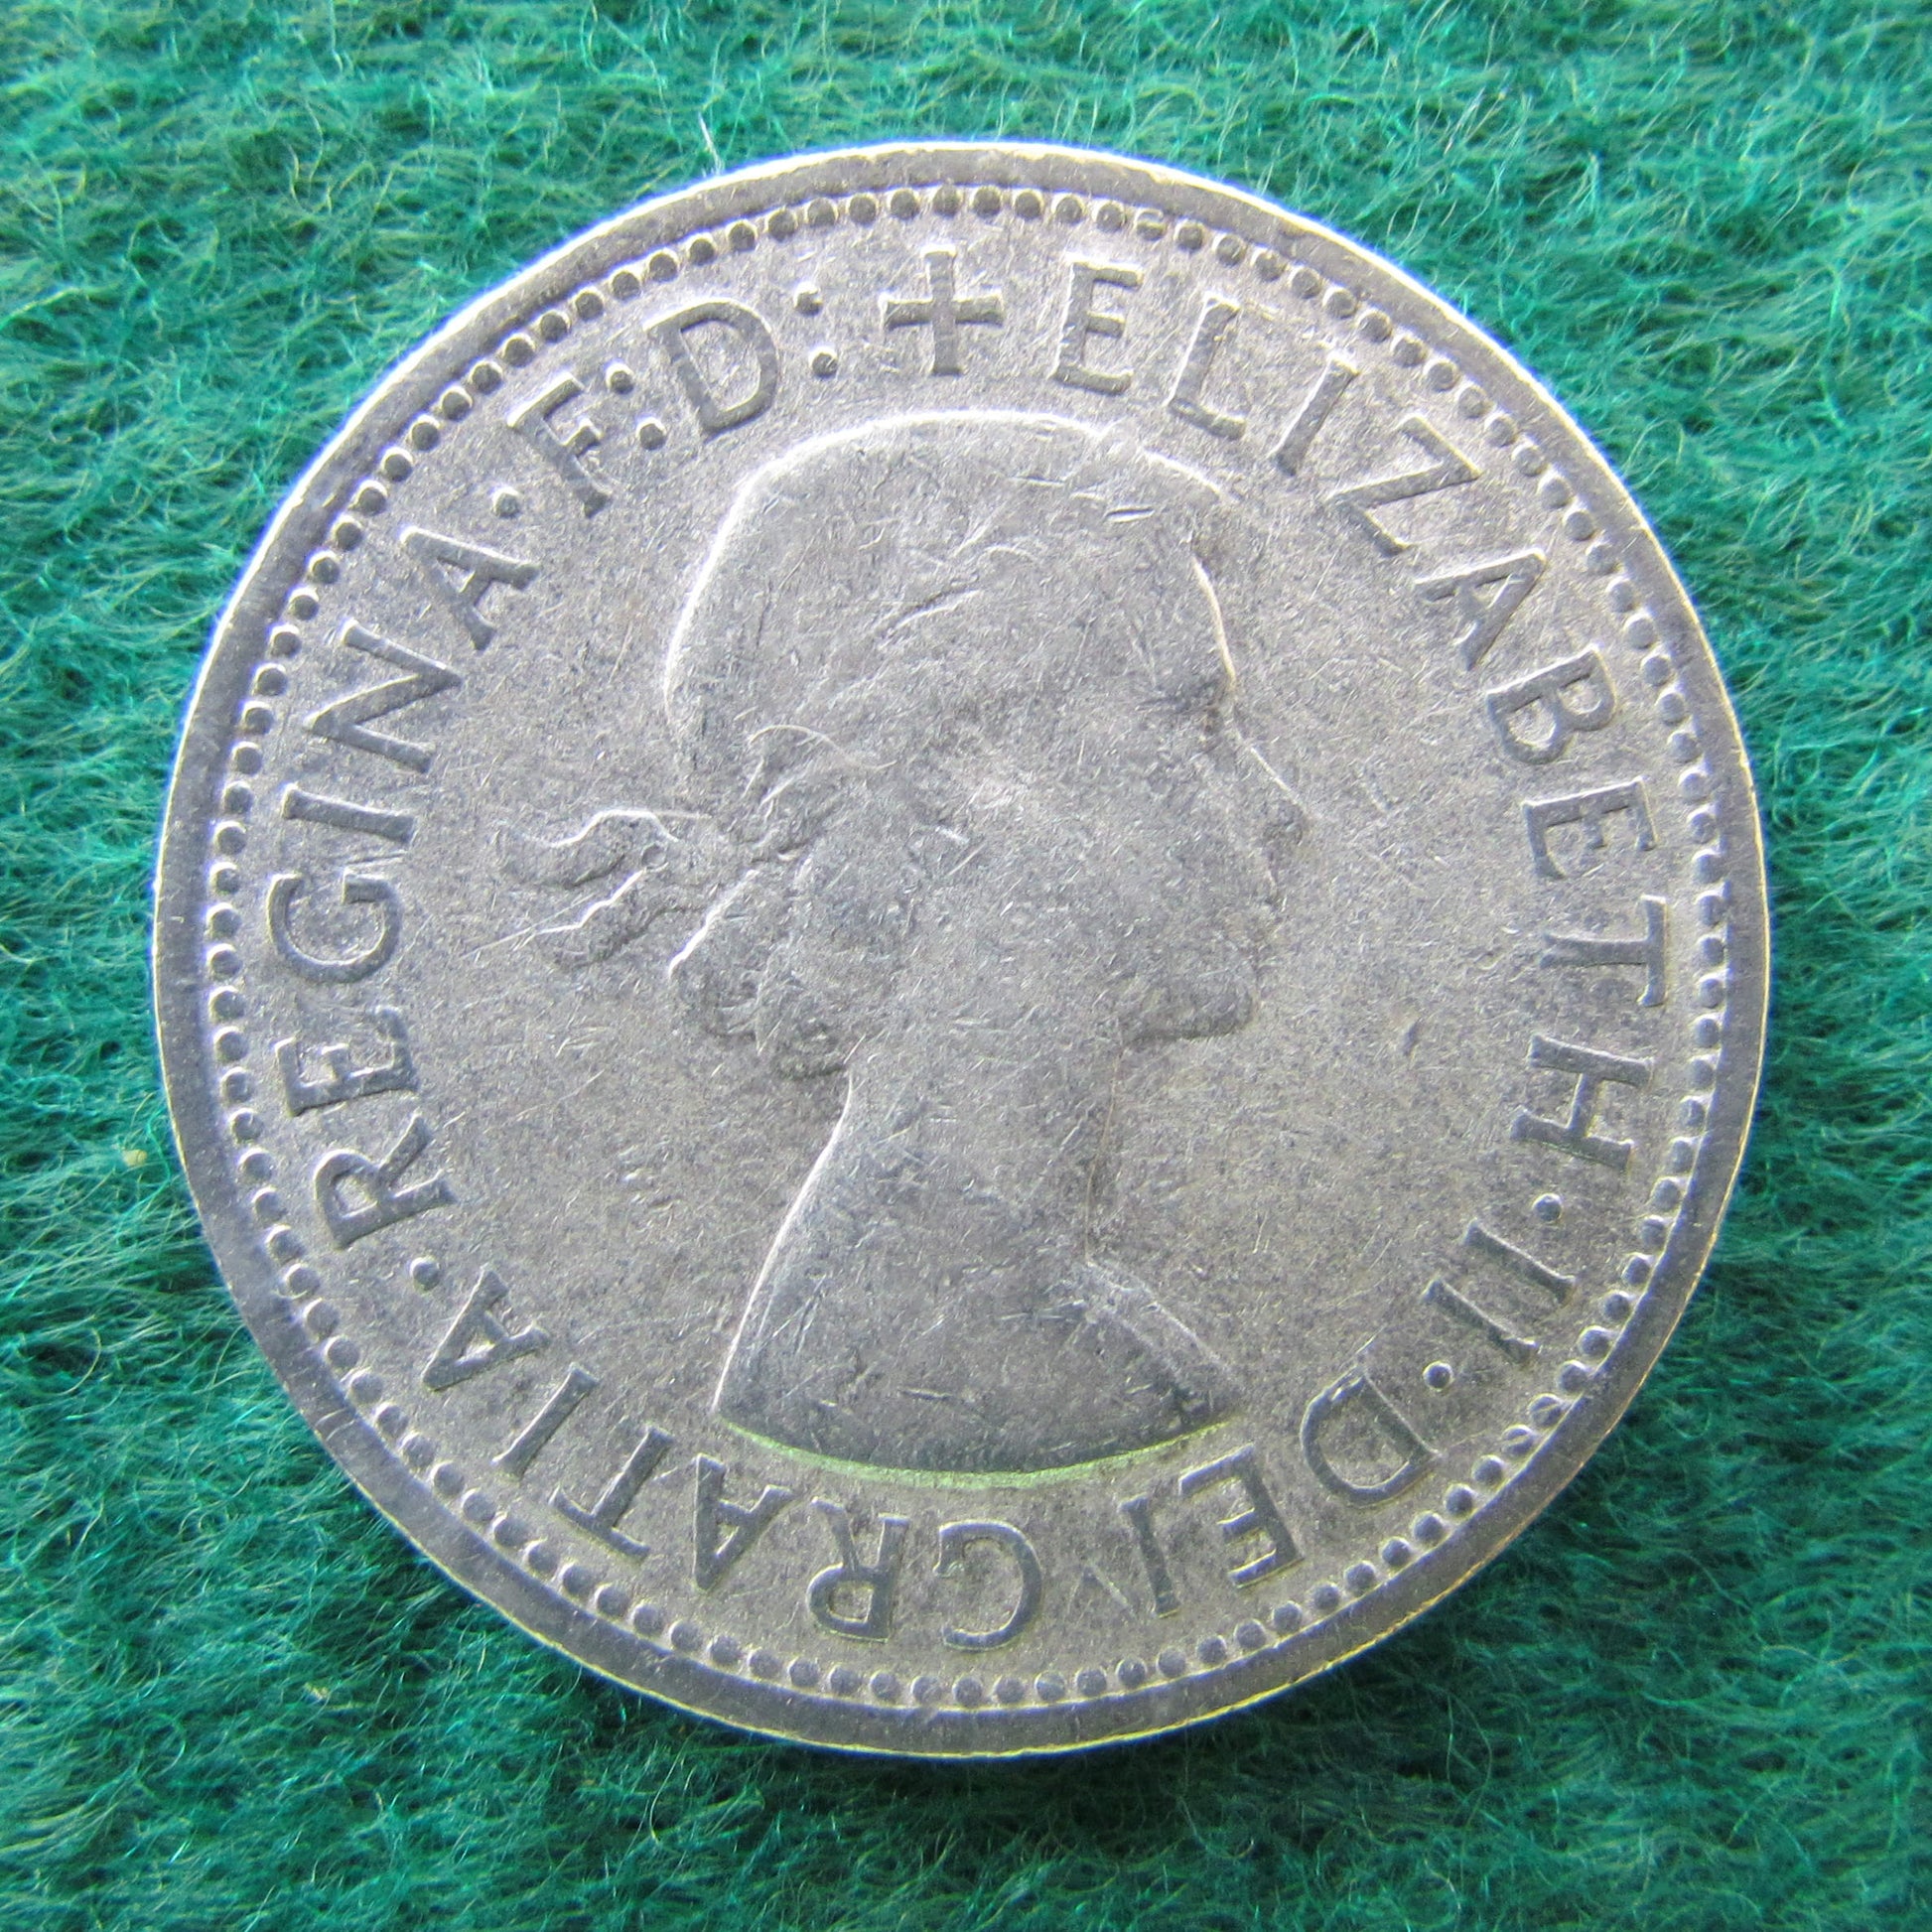 + ELIZABETH · II · DEI GRATIA · REGINA · F: D: